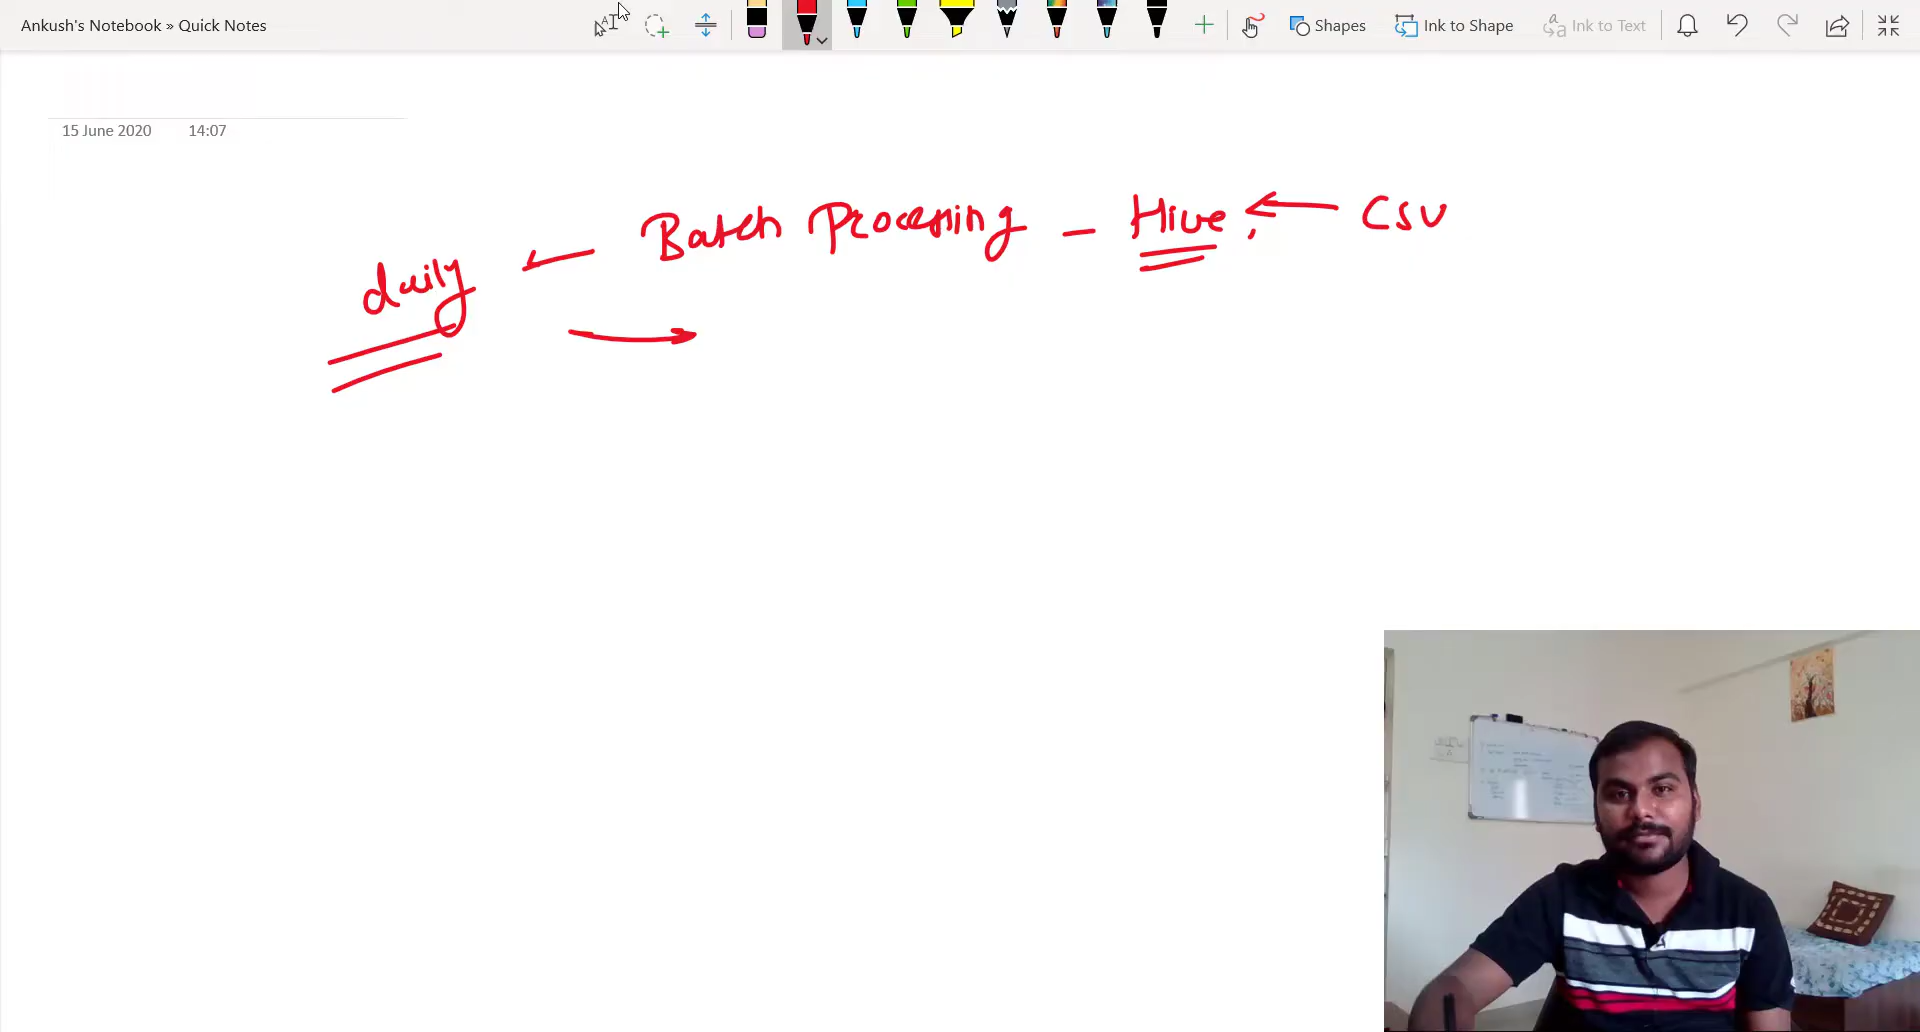 Ankush's Notebook » Quick Notes
Shapes
Ink to Shape
Ink to Text
15 June 2020 14:07
Batch Processing - Hive ← CSV
daily